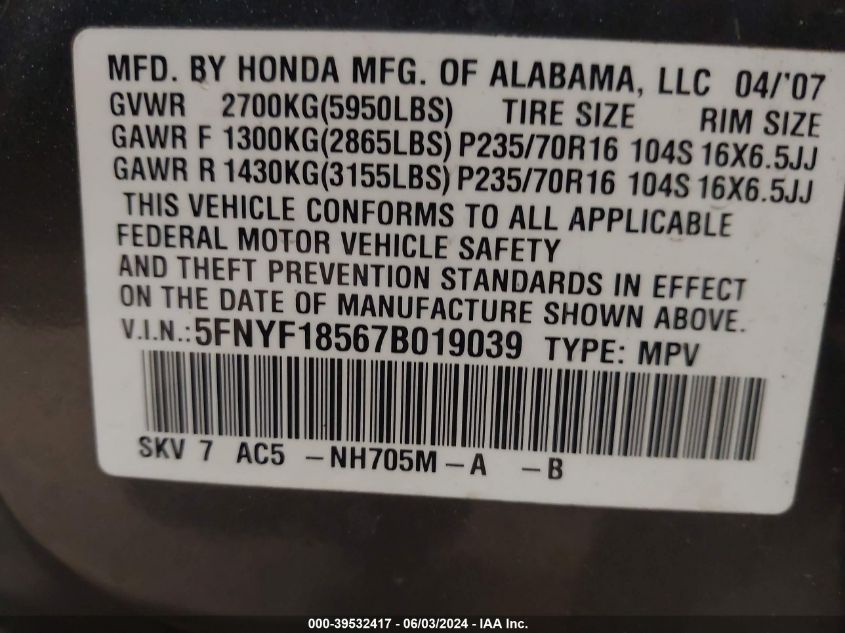 MFD. BY HONDA MFG. OF ALABAMA, LLC 04/'07
GVWR 2700KG(5950LBS) TIRE SIZE RIM SIZE
GAWR F 1300KG(2865LBS) P235/70R16 104S 16X6.5JJ
GAWR R 1430KG(3155LBS) P235/70R16 104S 16X6.5JJ
THIS VEHICLE CONFORMS TO ALL APPLICABLE
FEDERAL MOTOR VEHICLE SAFETY
AND THEFT PREVENTION STANDARDS IN EFFECT
ON THE DATE OF MANUFACTURE SHOWN ABOVE.
V.I.N.:5FNYF18567B019039 TYPE: MPV
SKV 7 AC5 -NH705M-A -B
000-39532417 - 06/03/2024 - IAA Inc.